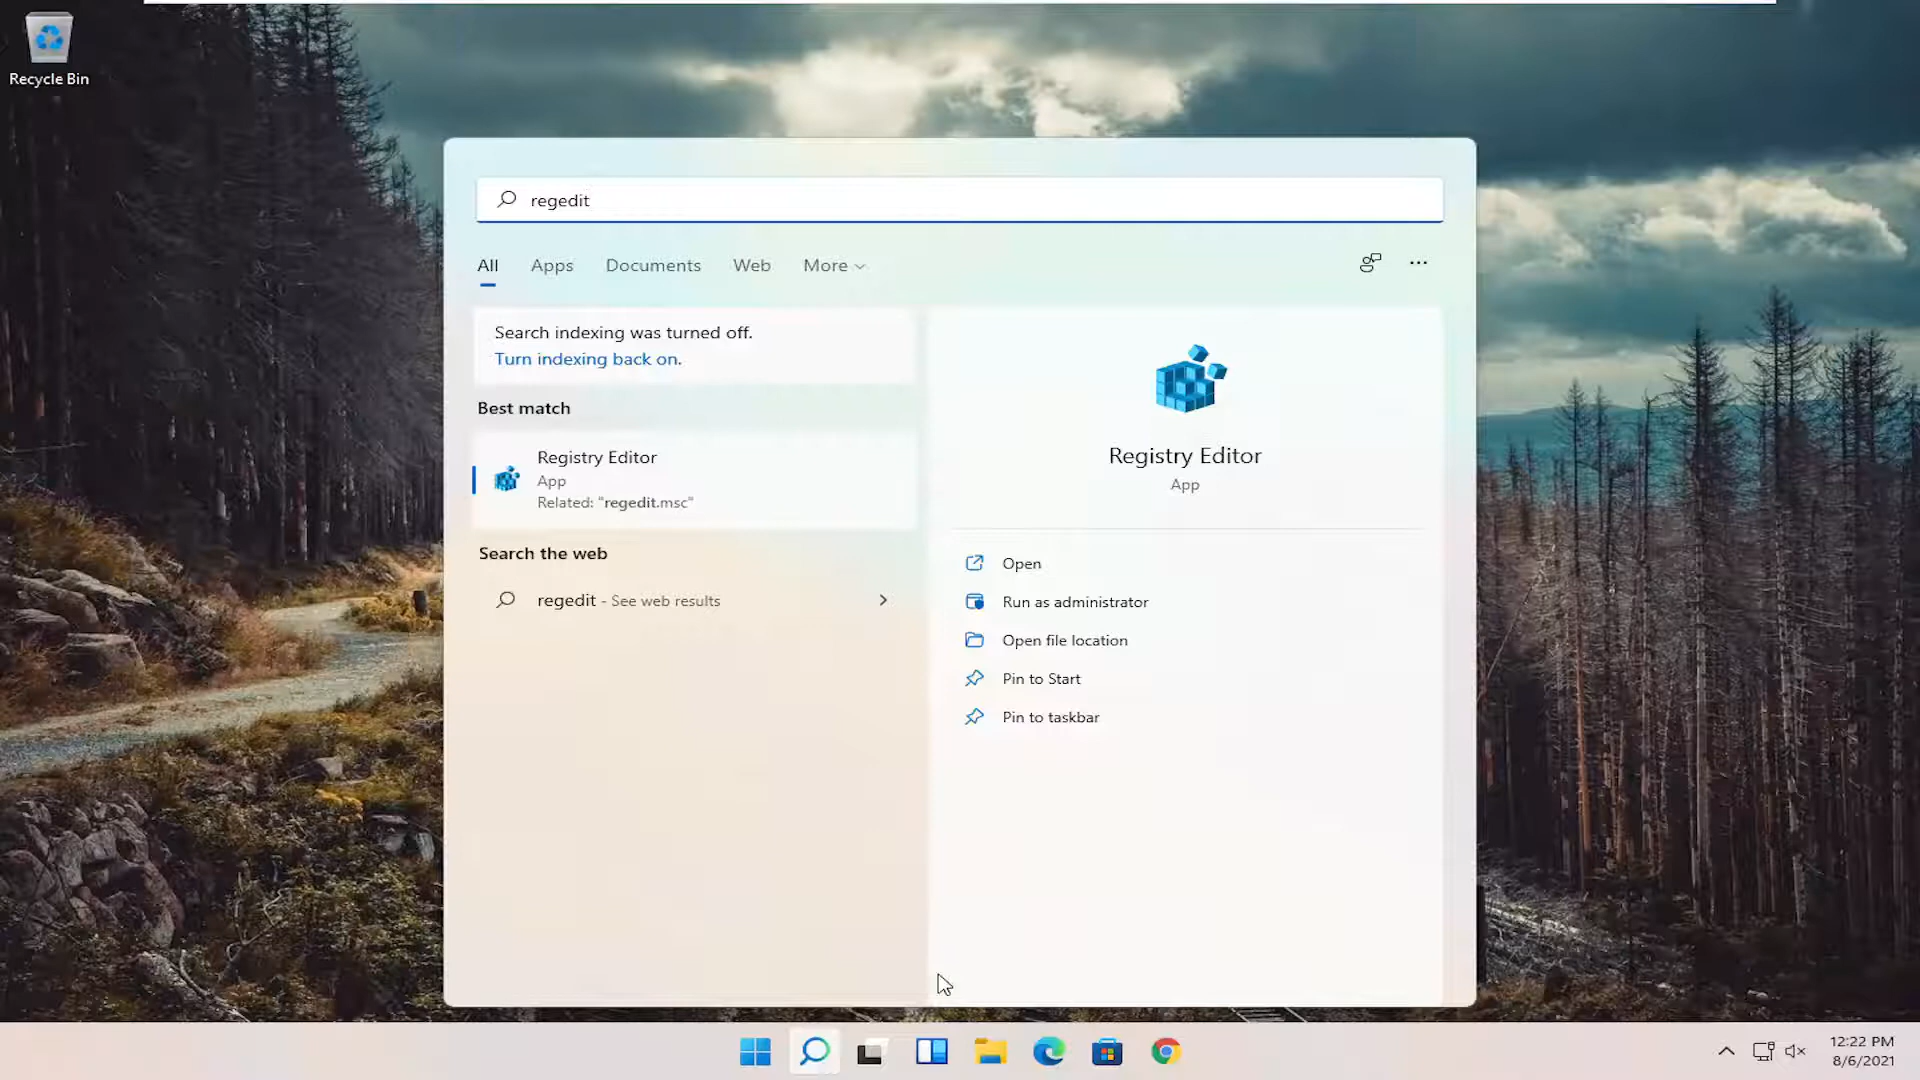 Recycle Bin
regedit
All Apps Documents Web More
Search indexing was turned off.
Turn indexing back on.
Best match
Registry Editor
App
Related: "regedit.msc"
Search the web
regedit - See web results
Registry Editor
App
Open
Run as administrator
Open file location
Pin to Start
Pin to taskbar
12:22 PM
8/6/2021